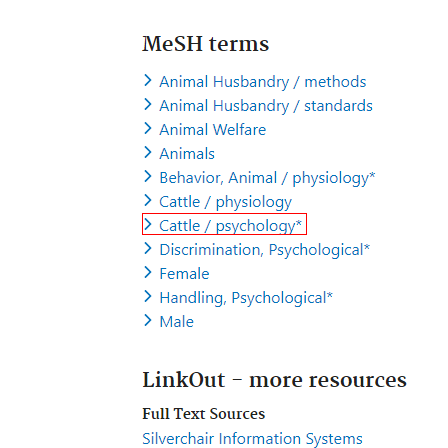 MeSH terms
Animal Husbandry / methods
Animal Husbandry / standards
Animal Welfare
Animals
Behavior, Animal / physiology*
Cattle / physiology
Cattle / psychology*
Discrimination, Psychological*
Female
Handling, Psychological*
Male
LinkOut - more resources
Full Text Sources
Silverchair Information Systems